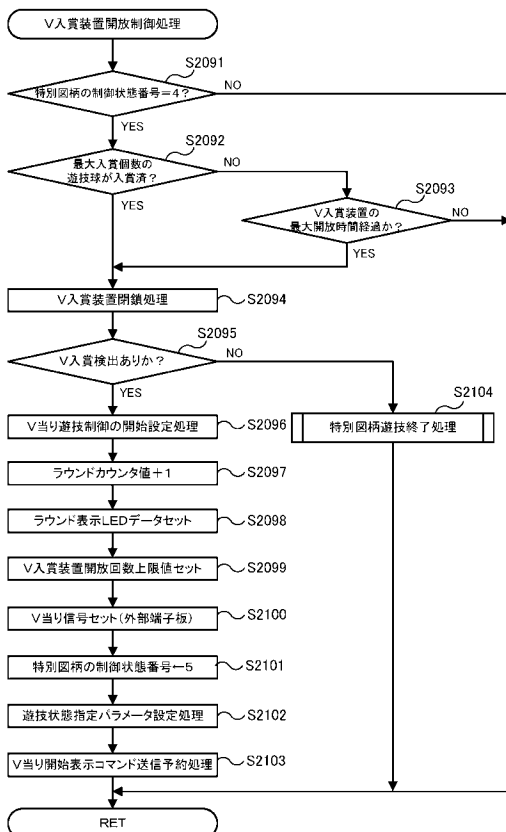 V入賞装置開放制御処理
S2091
特別図柄の制御状態番号=4?
NO
YES
S2092
最大入賞個数の
遊技球が入賞済?
NO
YES
S2093
V入賞装置の
最大開放時間経過か?
NO
YES
V入賞装置閉鎖処理
S2094
S2095
V入賞検出ありか?
NO
YES
S2104
特別図柄遊技終了処理
V当り遊技制御の開始設定処理
S2096
ラウンドカウンタ値+1
S2097
ラウンド表示LEDデータセット
S2098
V入賞装置開放回数上限値セット
S2099
V当り信号セット(外部端子板)
S2100
特別図柄の制御状態番号←5
S2101
遊技状態指定パラメータ設定処理
S2102
V当り開始表示コマンド送信予約処理
S2103
RET